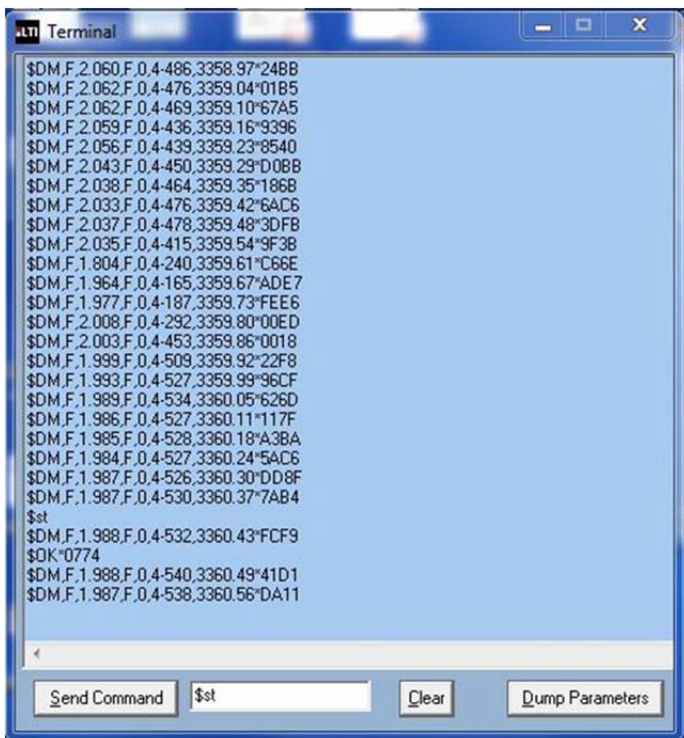 LTI Terminal
$DM,F,2.060,F,0,4-486,3358.97*24BB
$DM,F,2.062,F,0,4-476,3359.04*01B5
$DM,F,2.062,F,0,4-469,3359.10*67A5
$DM,F,2.059,F,0,4-436,3359.16*9396
$DM,F,2.056,F,0,4-439,3359.23*8540
$DM,F,2.043,F,0,4-450,3359.29*D0BB
$DM,F,2.038,F,0,4-464,3359.35*186B
$DM,F,2.033,F,0,4-476,3359.42*6AC6
$DM,F,2.037,F,0,4-478,3359.48*3DFB
$DM,F,2.035,F,0,4-415,3359.54*9F3B
$DM,F,1.804,F,0,4-240,3359.61*C66E
$DM,F,1.964,F,0,4-165,3359.67*ADE7
$DM,F,1.977,F,0,4-187,3359.73*FEE6
$DM,F,2.008,F,0,4-292,3359.80*00ED
$DM,F,2.003,F,0,4-453,3359.86*0018
$DM,F,1.999,F,0,4-509,3359.92*22F8
$DM,F,1.993,F,0,4-527,3359.99*96CF
$DM,F,1.989,F,0,4-534,3360.05*626D
$DM,F,1.986,F,0,4-527,3360.11*117F
$DM,F,1.985,F,0,4-528,3360.18*A3BA
$DM,F,1.984,F,0,4-527,3360.24*5AC6
$DM,F,1.987,F,0,4-526,3360.30*DD8F
$DM,F,1.987,F,0,4-530,3360.37*7AB4
$st
$DM,F,1.988,F,0,4-532,3360.43*FCF9
$OK*0774
$DM,F,1.988,F,0,4-540,3360.49*41D1
$DM,F,1.987,F,0,4-538,3360.56*DA11
Send Command $st Clear Dump Parameters